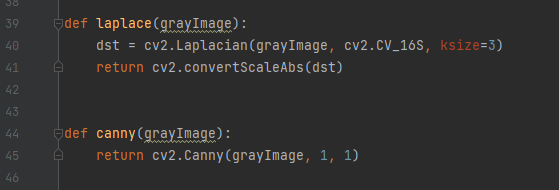 38
39 def laplace(grayImage):
40     dst = cv2.Laplacian(grayImage, cv2.CV_16S, ksize=3)
41     return cv2.convertScaleAbs(dst)
42
43
44 def canny(grayImage):
45     return cv2.Canny(grayImage, 1, 1)
46